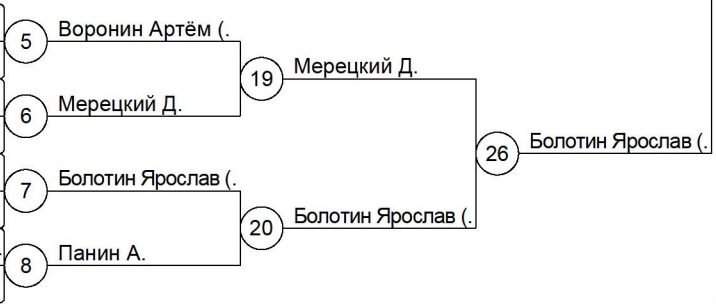 5
Воронин Артём (.
19
Мерецкий Д.
6
Мерецкий Д.
26
Болотин Ярослав (.
7
Болотин Ярослав (.
20
Болотин Ярослав (.
8
Панин А.